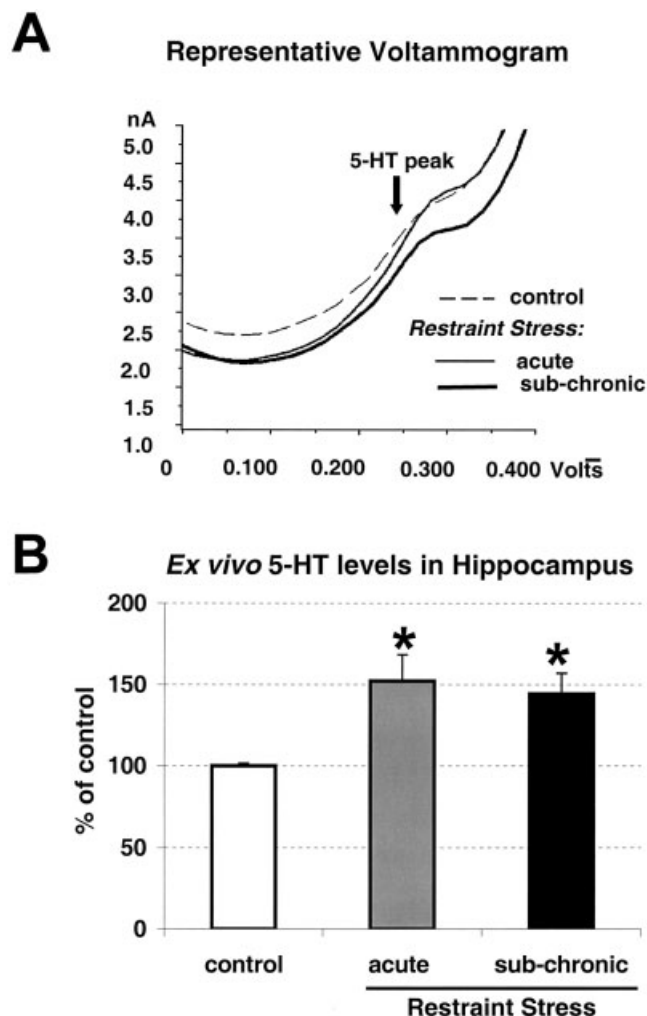 A
Representative Voltammogram
nA
5.0
4.5
4.0
3.5
3.0
2.5
2.0
1.5
1.0
5-HT peak
control
Restraint Stress:
acute
sub-chronic
0 0.100 0.200 0.300 0.400 Volts
B
Ex vivo 5-HT levels in Hippocampus
% of control
200
150
100
50
0
* *
control acute sub-chronic
Restraint Stress